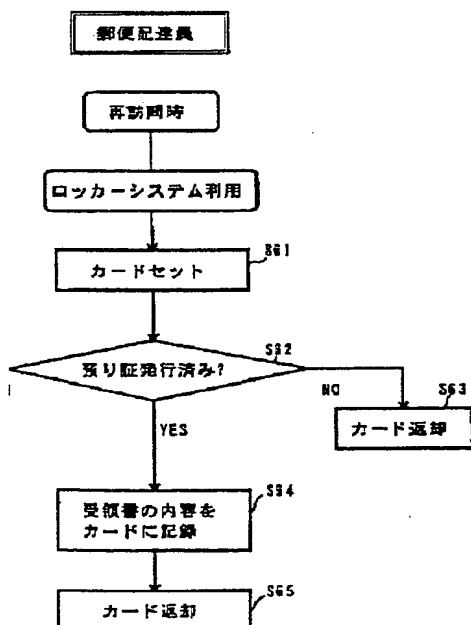 郵便配達員
再訪問時
ロッカーシステム利用
S61
カードセット
S62
預り証発行済み?
NO
S63
カード返却
YES
S64
受領書の内容を
カードに記録
S65
カード返却